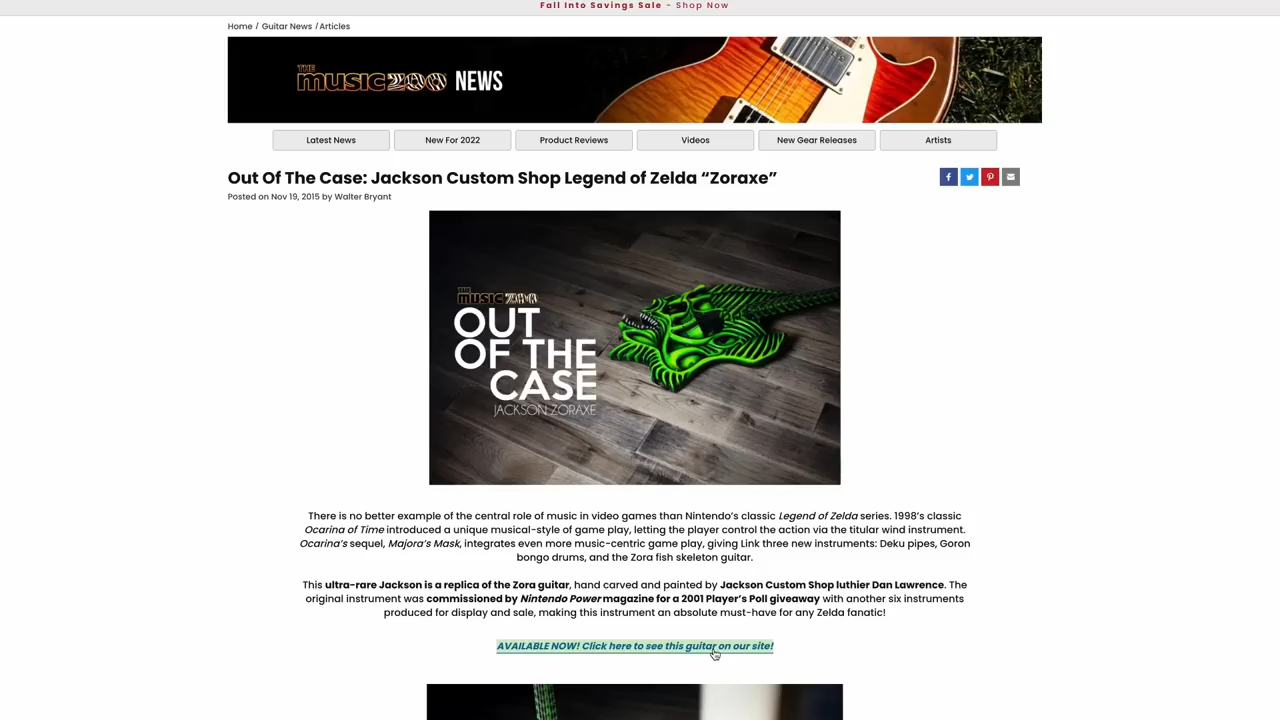 Fall Into Savings Sale - Shop Now
Home / Guitar News / Articles
THE
MUSIC ZOO NEWS
Latest News
New For 2022
Product Reviews
Videos
New Gear Releases
Artists
Out Of The Case: Jackson Custom Shop Legend of Zelda “Zoraxe”
Posted on Nov 19, 2015 by Walter Bryant
THE
MUSIC ZOO
OUT
OF THE
CASE
JACKSON ZORAXE
There is no better example of the central role of music in video games than Nintendo’s classic Legend of Zelda series. 1998’s classic
Ocarina of Time introduced a unique musical-style of game play, letting the player control the action via the titular wind instrument.
Ocarina’s sequel, Majora’s Mask, integrates even more music-centric game play, giving Link three new instruments: Deku pipes, Goron
bongo drums, and the Zora fish skeleton guitar.
This ultra-rare Jackson is a replica of the Zora guitar, hand carved and painted by Jackson Custom Shop luthier Dan Lawrence. The
original instrument was commissioned by Nintendo Power magazine for a 2001 Player’s Poll giveaway with another six instruments
produced for display and sale, making this instrument an absolute must-have for any Zelda fanatic!
AVAILABLE NOW! Click here to see this guitar on our site!